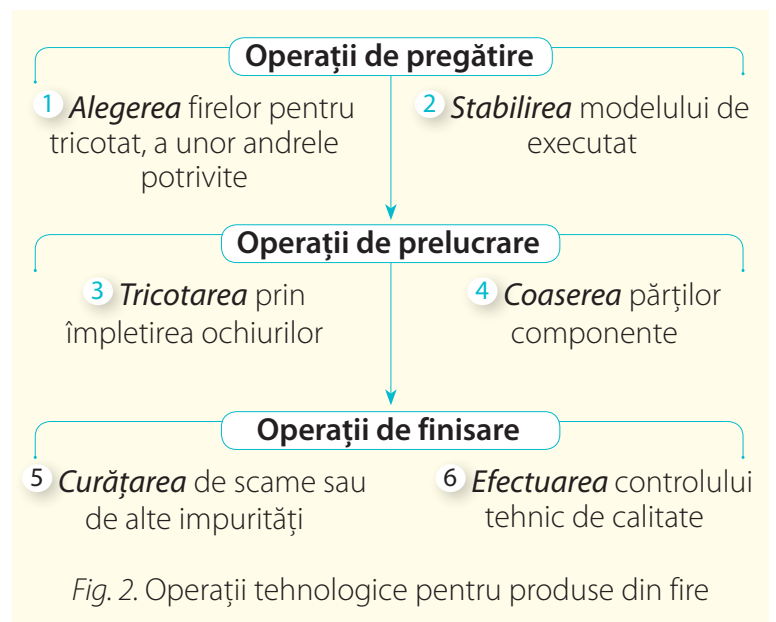 Operații de pregătire
1 Alegerea firelor pentru
tricotat, a unor andrele
potrivite
2 Stabilirea modelului de
executat
Operații de prelucrare
3 Tricotarea prin
împletirea ochiurilor
4 Coaserea părților
componente
Operații de finisare
5 Curățarea de scame sau
de alte impurități
6 Efectuarea controlului
tehnic de calitate
Fig. 2. Operații tehnologice pentru produse din fire